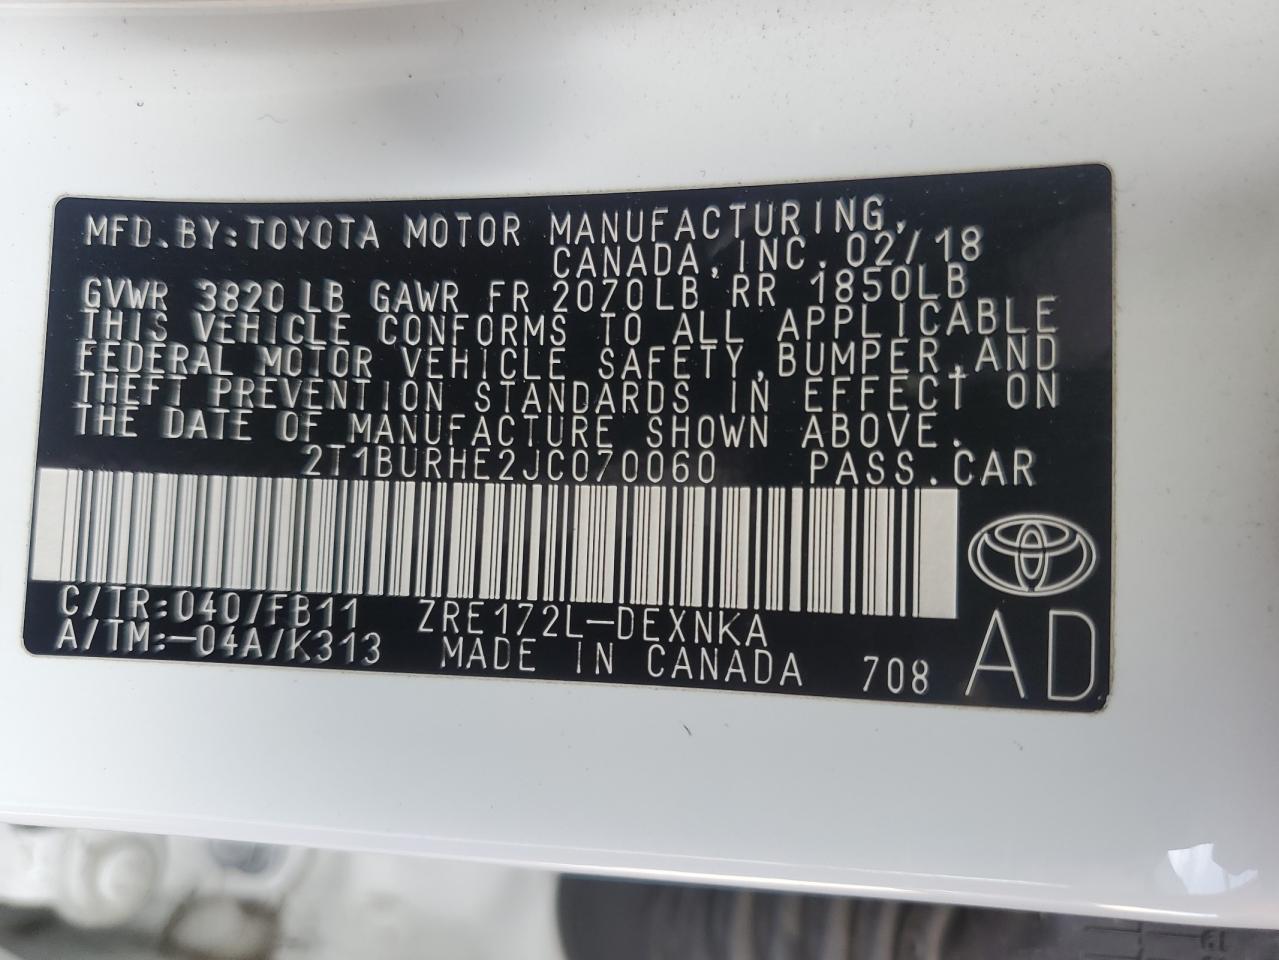 MFD.BY:TOYOTA MOTOR MANUFACTURING,
CANADA,INC.02/18
GVWR 3820LB GAWR FR 2070LB RR 1850LB
THIS VEHICLE CONFORMS TO ALL APPLICABLE
FEDERAL MOTOR VEHICLE SAFETY,BUMPER,AND
THEFT PREVENTION STANDARDS IN EFFECT ON
THE DATE OF MANUFACTURE SHOWN ABOVE.
2T1BURHE2JC070060 PASS.CAR
C/TR:040/FB11 ZRE172L-DEXNKA
A/TM:-04A/K313 MADE IN CANADA 708 AD